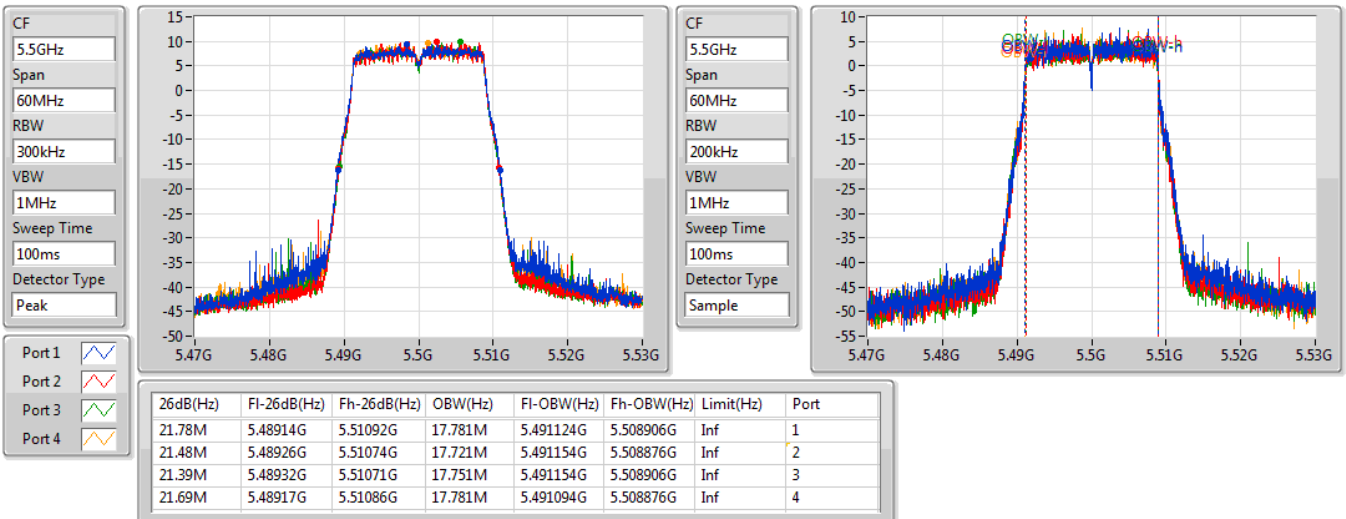 CF
5.5GHz
Span
60MHz
RBW
300kHz
VBW
1MHz
Sweep Time
100ms
Detector Type
Peak
15
10
5
0
-5
-10
-15
-20
-25
-30
-35
-40
-45
-50
5.47G 5.48G 5.49G 5.5G 5.51G 5.52G 5.53G
CF
5.5GHz
Span
60MHz
RBW
200kHz
VBW
1MHz
Sweep Time
100ms
Detector Type
Sample
10
5
0
-5
-10
-15
-20
-25
-30
-35
-40
-45
-50
-55
5.47G 5.48G 5.49G 5.5G 5.51G 5.52G 5.53G
Port 1
Port 2
Port 3
Port 4
26dB(Hz) Fl-26dB(Hz) Fh-26dB(Hz) OBW(Hz) Fl-OBW(Hz) Fh-OBW(Hz) Limit(Hz) Port
21.78M 5.48914G 5.51092G 17.781M 5.491124G 5.508906G Inf 1
21.48M 5.48926G 5.51074G 17.721M 5.491154G 5.508876G Inf 2
21.39M 5.48932G 5.51071G 17.751M 5.491154G 5.508906G Inf 3
21.69M 5.48917G 5.51086G 17.781M 5.491094G 5.508876G Inf 4